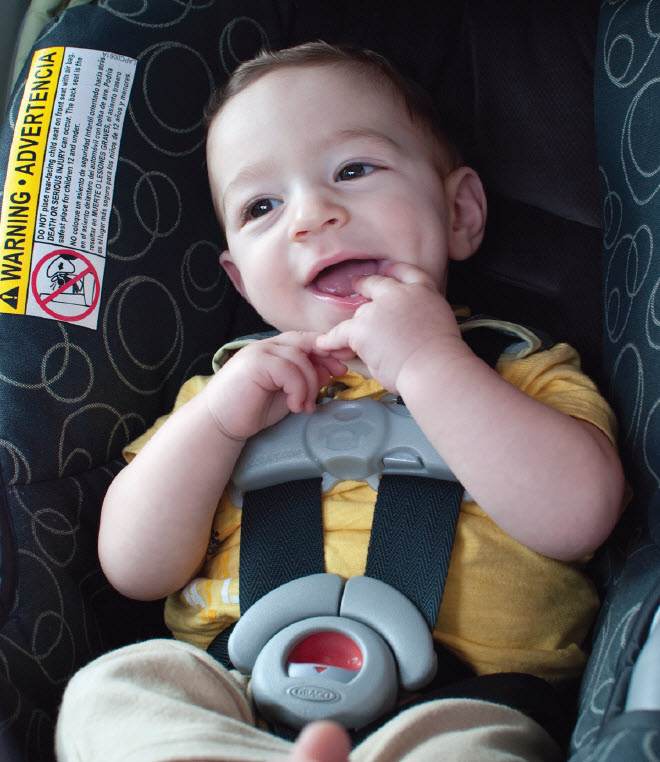 WARNING • ADVERTENCIA
DO NOT place rear-facing child seat on front seat with air bag.
DEATH OR SERIOUS INJURY can occur. The back seat is the
safest place for children 12 and under.
No coloque un asiento de seguridad infantil orientado hacia atrás
en el asiento delantero del automóvil con bolsa de aire. Podría
resultar en MUERTE O LESIONES GRAVES. El asiento trasero
es el lugar más seguro para los niños de 12 años y menores.
GRACO